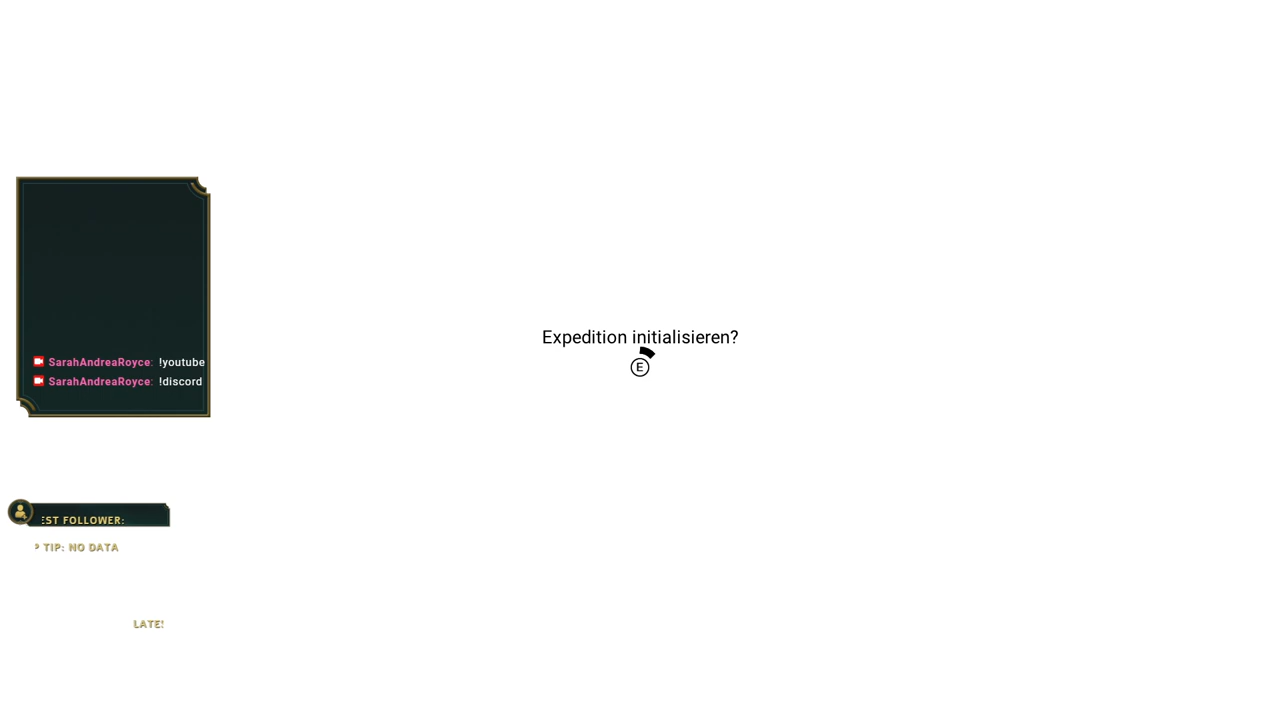 Expedition initialisieren?
E
SarahAndreaRoyce: !youtube
SarahAndreaRoyce: !discord
EST FOLLOWER:
TIP: NO DATA
LATE!